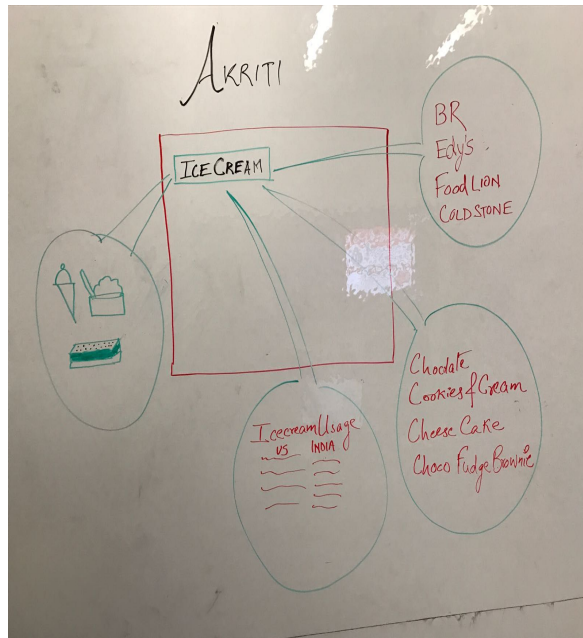 AKRITI
ICE CREAM
BR
Edy's
Food LION
COLDSTONE
Choclate
Cookies & Cream
Cheese Cake
Choco Fudge Brownie
Icecream Usage
US INDIA